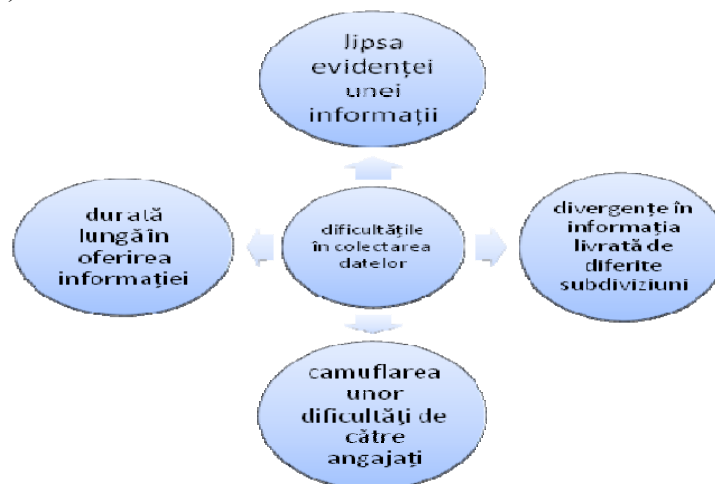 )
lipsa
evidenței
unei
informații
durată
lungă în
oferirea
informației
dificultățile
în colectarea
datelor
divergențe în
informația
livrată de
diferite
subdiviziuni
camuflarea
unor
dificultăți de
către
angajați